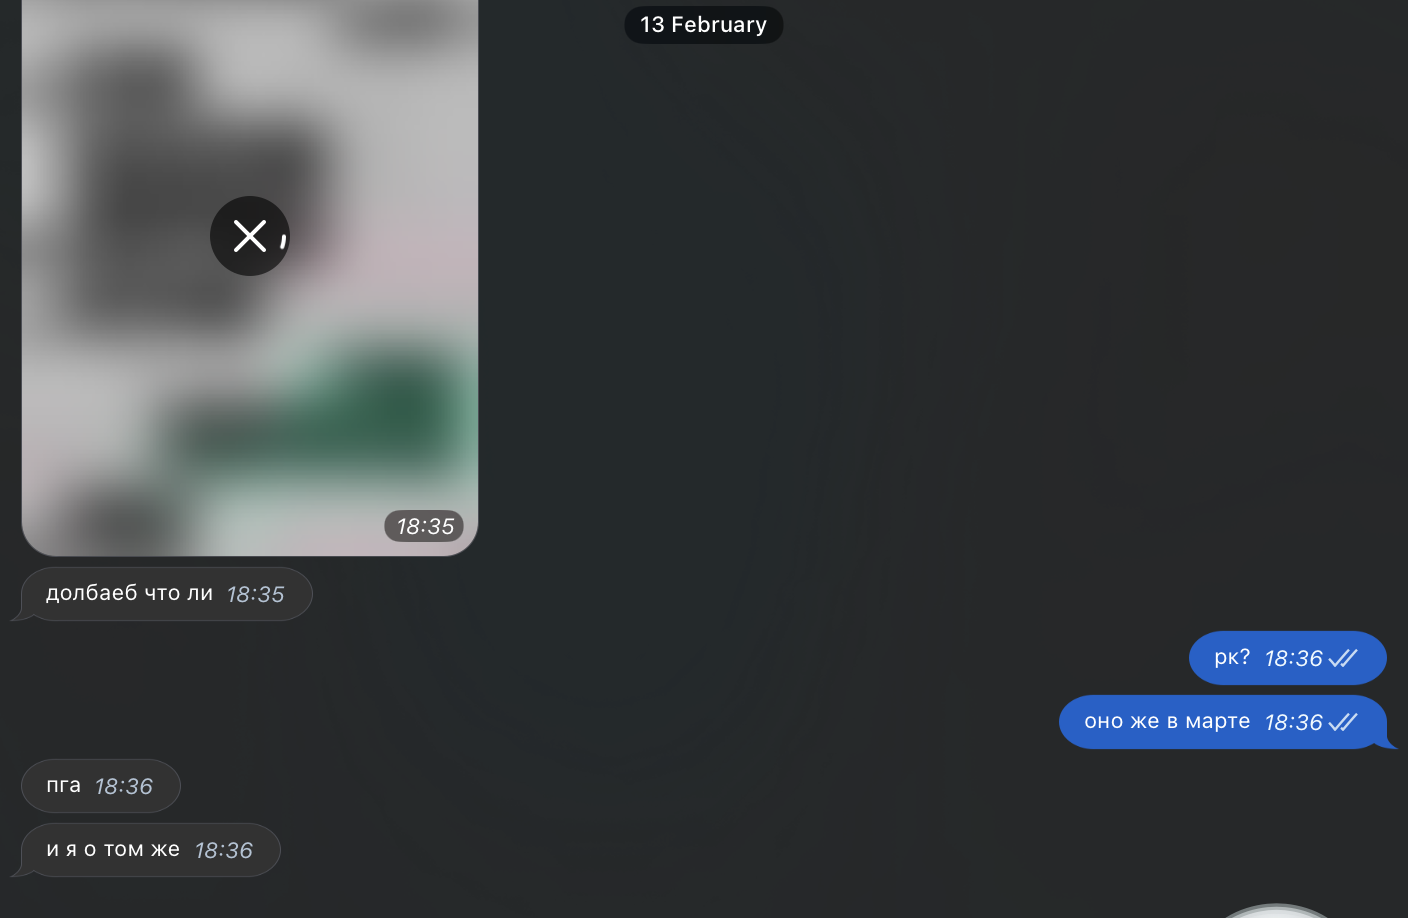 13 February
18:35
долбаеб что ли 18:35
рк? 18:36
оно же в марте 18:36
пга 18:36
и я о том же 18:36